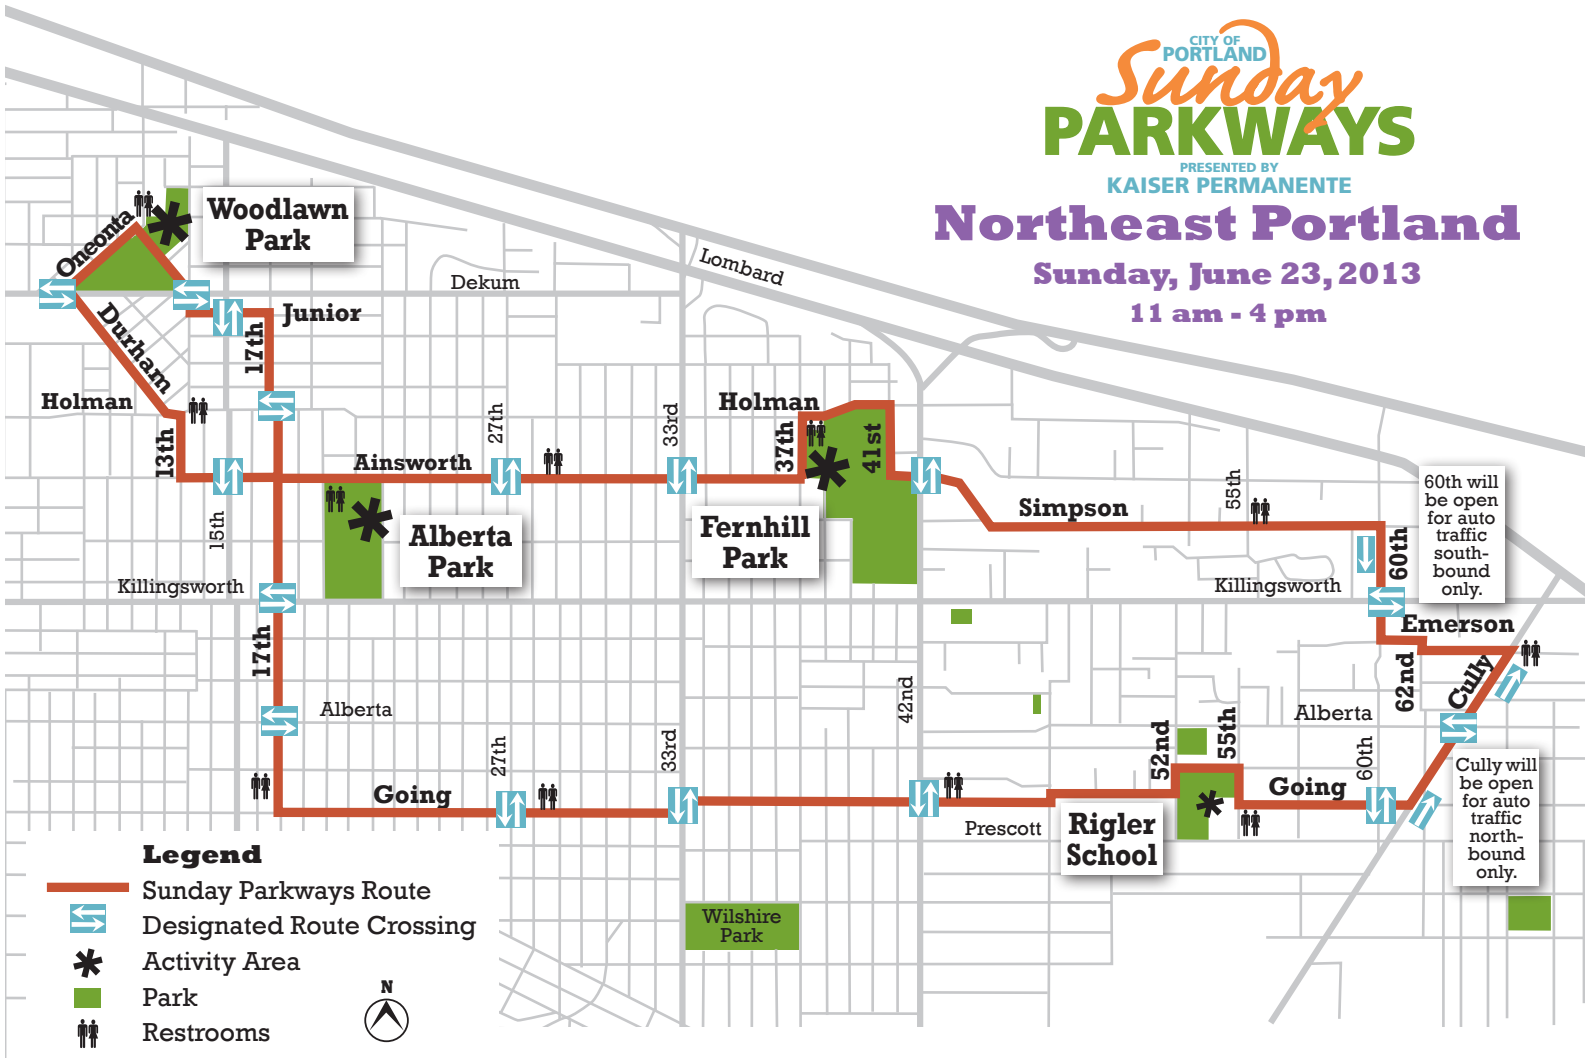 CITY OF
PORTLAND
Sunday
PARKWAYS
PRESENTED BY
KAISER PERMANENTE
Northeast Portland
Sunday, June 23, 2013
11 am - 4 pm
Woodlawn
Park
Oneonta
Dekum
Lombard
Junior
17th
Durham
Holman
13th
15th
Ainsworth
27th
33rd
Holman
37th
41st
Alberta
Park
Fernhill
Park
Simpson
55th
60th
60th will
be open
for auto
traffic
south-
bound
only.
Killingsworth
Killingsworth
Emerson
62nd
Cully
17th
Alberta
42nd
Alberta
52nd
55th
60th
Going
27th
33rd
Going
Cully will
be open
for auto
traffic
north-
bound
only.
Prescott
Rigler
School
Wilshire
Park
Legend
Sunday Parkways Route
Designated Route Crossing
Activity Area
Park
Restrooms
N